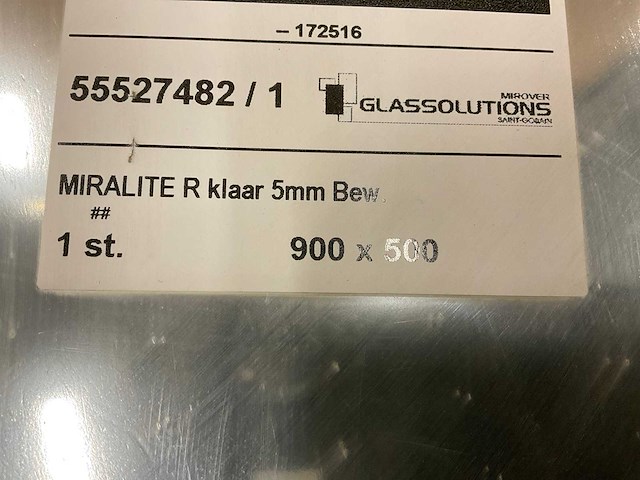 – 172516
55527482 / 1
MIROVER
GLASSOLUTIONS
SAINT-GOBAIN
MIRALITE R klaar 5mm Bew.
##
1 st. 900 x 500